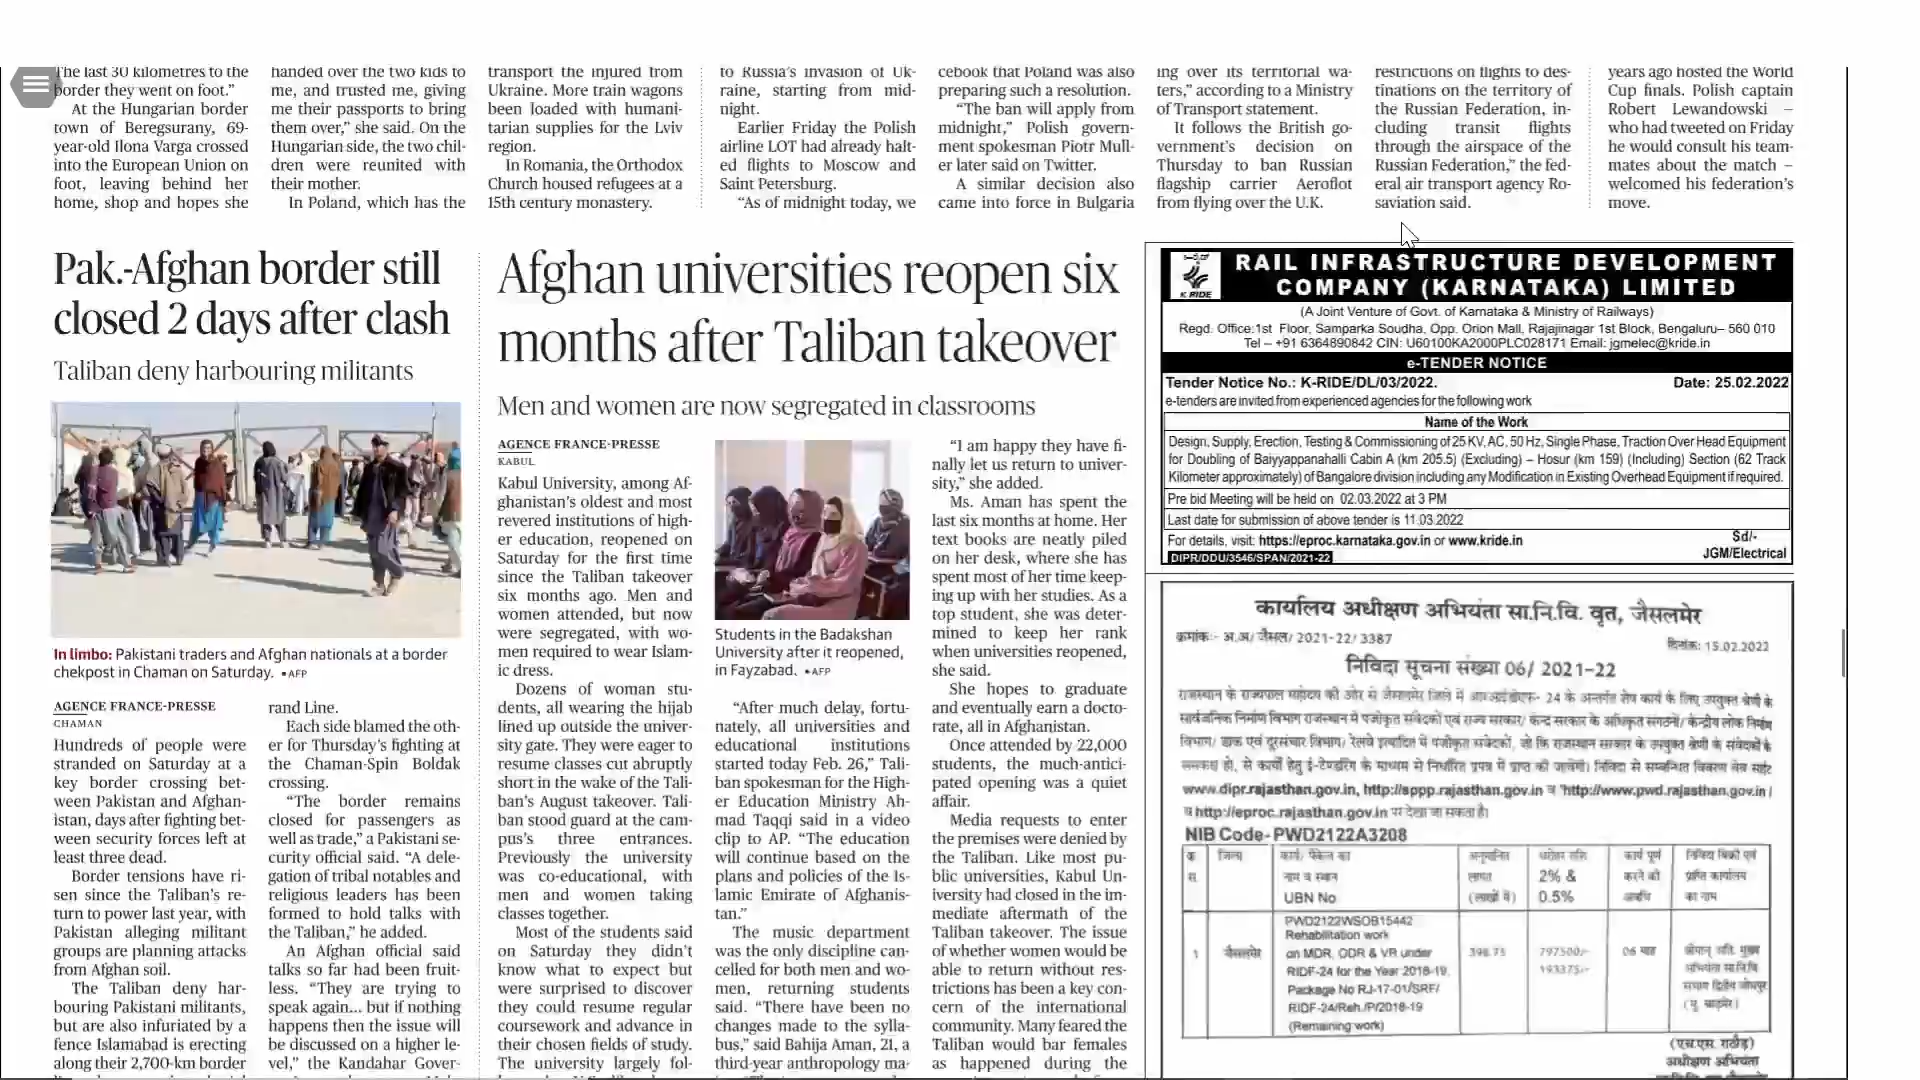 The last 30 kilometres to the
border they went on foot.”
At the Hungarian border
town of Beregsurany, 69-
year-old Ilona Varga crossed
into the European Union on
foot, leaving behind her
home, shop and hopes she
handed over the two kids to
me, and trusted me, giving
me their passports to bring
them over,” she said. On the
Hungarian side, the two chil-
dren were reunited with
their mother.
In Poland, which has the
transport the injured from
Ukraine. More train wagons
been loaded with humani-
tarian supplies for the Lviv
region.
In Romania, the Orthodox
Church housed refugees at a
15th century monastery.
to Russia’s invasion of Uk-
raine, starting from mid-
night.
Earlier Friday the Polish
airline LOT had already halt-
ed flights to Moscow and
Saint Petersburg.
“As of midnight today, we
cebook that Poland was also
preparing such a resolution.
“The ban will apply from
midnight,” Polish govern-
ment spokesman Piotr Mull-
er later said on Twitter.
A similar decision also
came into force in Bulgaria
ing over its territorial wa-
ters,” according to a Ministry
of Transport statement.
It follows the British go-
vernment’s decision on
Thursday to ban Russian
flagship carrier Aeroflot
from flying over the U.K.
restrictions on flights to des-
tinations on the territory of
the Russian Federation, in-
cluding transit flights
through the airspace of the
Russian Federation,” the fed-
eral air transport agency Ro-
saviation said.
years ago hosted the World
Cup finals. Polish captain
Robert Lewandowski –
who had tweeted on Friday
he would consult his team-
mates about the match –
welcomed his federation’s
move.
Pak.-Afghan border still
closed 2 days after clash
Taliban deny harbouring militants
In limbo: Pakistani traders and Afghan nationals at a border
chekpost in Chaman on Saturday. •AFP
AGENCE FRANCE-PRESSE
CHAMAN
Hundreds of people were
stranded on Saturday at a
key border crossing bet-
ween Pakistan and Afghan-
istan, days after fighting bet-
ween security forces left at
least three dead.
Border tensions have ri-
sen since the Taliban’s re-
turn to power last year, with
Pakistan alleging militant
groups are planning attacks
from Afghan soil.
The Taliban deny har-
bouring Pakistani militants,
but are also infuriated by a
fence Islamabad is erecting
along their 2,700-km border
rand Line.
Each side blamed the oth-
er for Thursday’s fighting at
the Chaman-Spin Boldak
crossing.
“The border remains
closed for passengers as
well as trade,” a Pakistani se-
curity official said. “A dele-
gation of tribal notables and
religious leaders has been
formed to hold talks with
the Taliban,” he added.
An Afghan official said
talks so far had been fruit-
less. “They are trying to
speak again... but if nothing
happens then the issue will
be discussed on a higher le-
vel,” the Kandahar Gover-
Afghan universities reopen six
months after Taliban takeover
Men and women are now segregated in classrooms
AGENCE FRANCE-PRESSE
KABUL
Kabul University, among Af-
ghanistan’s oldest and most
revered institutions of high-
er education, reopened on
Saturday for the first time
since the Taliban takeover
six months ago. Men and
women attended, but now
were segregated, with wo-
men required to wear Islam-
ic dress.
Dozens of woman stu-
dents, all wearing the hijab
lined up outside the univer-
sity gate. They were eager to
resume classes cut abruptly
short in the wake of the Tali-
ban’s August takeover. Tali-
ban stood guard at the cam-
pus’s three entrances.
Previously the university
was co-educational, with
men and women taking
classes together.
Most of the students said
on Saturday they didn’t
know what to expect but
were surprised to discover
they could resume regular
coursework and advance in
their chosen fields of study.
The university largely fol-
Students in the Badakshan
University after it reopened,
in Fayzabad. •AFP
“After much delay, fortu-
nately, all universities and
educational institutions
started today Feb. 26,” Tali-
ban spokesman for the High-
er Education Ministry Ah-
mad Taqqi said in a video
clip to AP. “The education
will continue based on the
plans and policies of the Is-
lamic Emirate of Afghanis-
tan.”
The music department
was the only discipline can-
celled for both men and wo-
men, returning students
said. “There have been no
changes made to the sylla-
bus,” said Bahija Aman, 21, a
third-year anthropology ma-
“I am happy they have fi-
nally let us return to univer-
sity,” she added.
Ms. Aman has spent the
last six months at home. Her
text books are neatly piled
on her desk, where she has
spent most of her time keep-
ing up with her studies. As a
top student, she was deter-
mined to keep her rank
when universities reopened,
she said.
She hopes to graduate
and eventually earn a docto-
rate, all in Afghanistan.
Once attended by 22,000
students, the much-antici-
pated opening was a quiet
affair.
Media requests to enter
the premises were denied by
the Taliban. Like most pu-
blic universities, Kabul Un-
iversity had closed in the im-
mediate aftermath of the
Taliban takeover. The issue
of whether women would be
able to return without res-
trictions has been a key con-
cern of the international
community. Many feared the
Taliban would bar females
as happened during the
K-RIDE
RAIL INFRASTRUCTURE DEVELOPMENT
COMPANY (KARNATAKA) LIMITED
(A Joint Venture of Govt. of Karnataka & Ministry of Railways)
Regd. Office:1st Floor, Samparka Soudha, Opp. Orion Mall, Rajajinagar 1st Block, Bengaluru– 560 010
Tel – +91 6364890842 CIN: U60100KA2000PLC028171 Email: jgmelec@kride.in
e-TENDER NOTICE
Tender Notice No.: K-RIDE/DL/03/2022. Date: 25.02.2022
e-tenders are invited from experienced agencies for the following work
Name of the Work
Design, Supply, Erection, Testing & Commissioning of 25 KV, AC, 50 Hz, Single Phase, Traction Over Head Equipment
for Doubling of Baiyyappanahalli Cabin A (km 205.5) (Excluding) – Hosur (km 159) (Including) Section (62 Track
Kilometer approximately) of Bangalore division including any Modification in Existing Overhead Equipment if required.
Pre bid Meeting will be held on 02.03.2022 at 3 PM
Last date for submission of above tender is 11.03.2022
For details, visit: https://eproc.karnataka.gov.in or www.kride.in
Sd/-
JGM/Electrical
DIPR/DDU/3546/SPAN/2021-22
कार्यालय अधीक्षण अभियंता सा.नि.वि. वृत, जैसलमेर
क्रमांकः- अ.अ/ जैसल/ 2021-22/ 3387 दिनांकः 15.02.2022
निविदा सूचना संख्या 06/ 2021-22
www.dipr.rajasthan.gov.in, http://sppp.rajasthan.gov.in व "http://www.pwd.rajasthan.gov.in /
व http://eproc.rajasthan.gov.in पर देखा जा सकता है।
NIB Code- PWD2122A3208
जिला
कार्य/ पैकेज का
नाम व स्थान
UBN No
अनुमानित
लागत
(लाखों में)
धरोहर राशि
2% &
0.5%
कार्य पूर्ण
करने की
अवधि
निविदा बिक्री एवं
प्राप्ति कार्यालय
का नाम
1
जैसलमेर
PWD2122WSOB15442
Rehabilitation work
on MDR, ODR & VR under
RIDF-24 for the Year 2018-19,
Package No RJ-17-01/SRF/
RIDF-24/Reh./P/2018-19
(Remaining work)
398.75
797500/-
193375/-
06 माह
अधीक्षण अभियंता